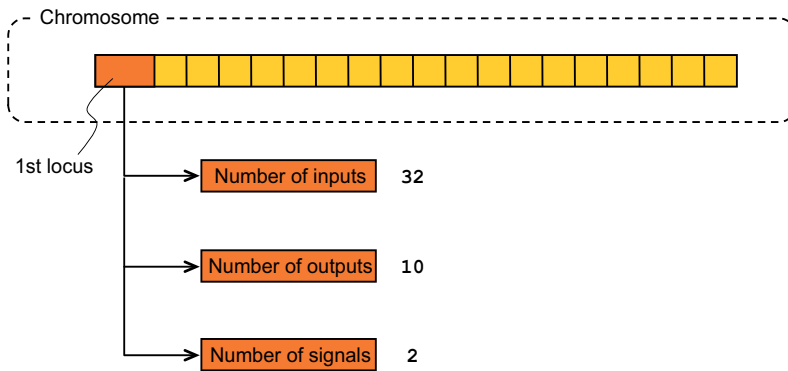 Chromosome
1st locus
Number of inputs 32
Number of outputs 10
Number of signals 2